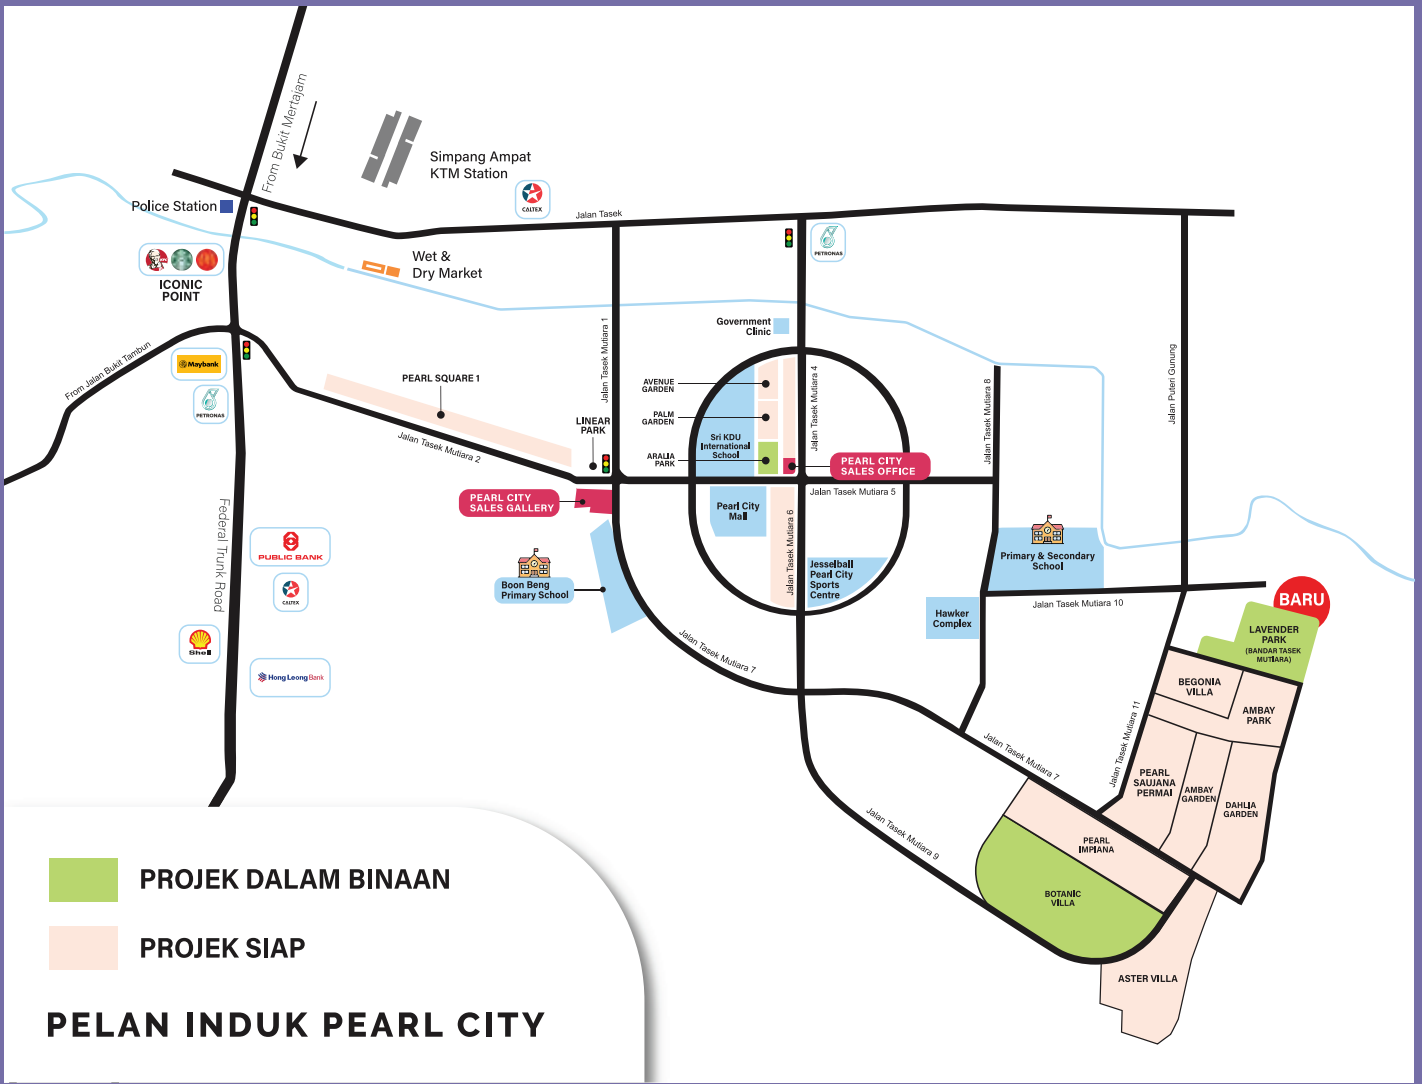 From Bukit Mertajam
Simpang Ampat
KTM Station
CALTEX
Jalan Tasek
Police Station
PETRONAS
KFC
ICONIC
POINT
Wet &
Dry Market
Government
Clinic
From Jalan Bukit Tambun
Maybank
PETRONAS
PEARL SQUARE 1
Jalan Tasek Mutiara 1
AVENUE
GARDEN
PALM
GARDEN
ARALIA
PARK
Sri KDU
International
School
Jalan Tasek Mutiara 4
Jalan Tasek Mutiara 8
Jalan Puteri Gunung
LINEAR
PARK
Jalan Tasek Mutiara 2
PEARL CITY
SALES OFFICE
PEARL CITY
SALES GALLERY
Jalan Tasek Mutiara 5
Pearl City
Mall
Jalan Tasek Mutiara 6
Federal Trunk Road
PUBLIC BANK
CALTEX
Shell
HongLeong Bank
Boon Beng
Primary School
Jesselball
Pearl City
Sports
Centre
Primary & Secondary
School
Hawker
Complex
Jalan Tasek Mutiara 10
BARU
LAVENDER
PARK
(BANDAR TASEK
MUTIARA)
Jalan Tasek Mutiara 7
BEGONIA
VILLA
AMBAY
PARK
Jalan Tasek Mutiara 11
Jalan Tasek Mutiara 7
PEARL
SAUJANA
PERMAI
AMBAY
GARDEN
DAHLIA
GARDEN
Jalan Tasek Mutiara 9
PEARL
IMPIANA
BOTANIC
VILLA
ASTER VILLA
PROJEK DALAM BINAAN
PROJEK SIAP
PELAN INDUK PEARL CITY